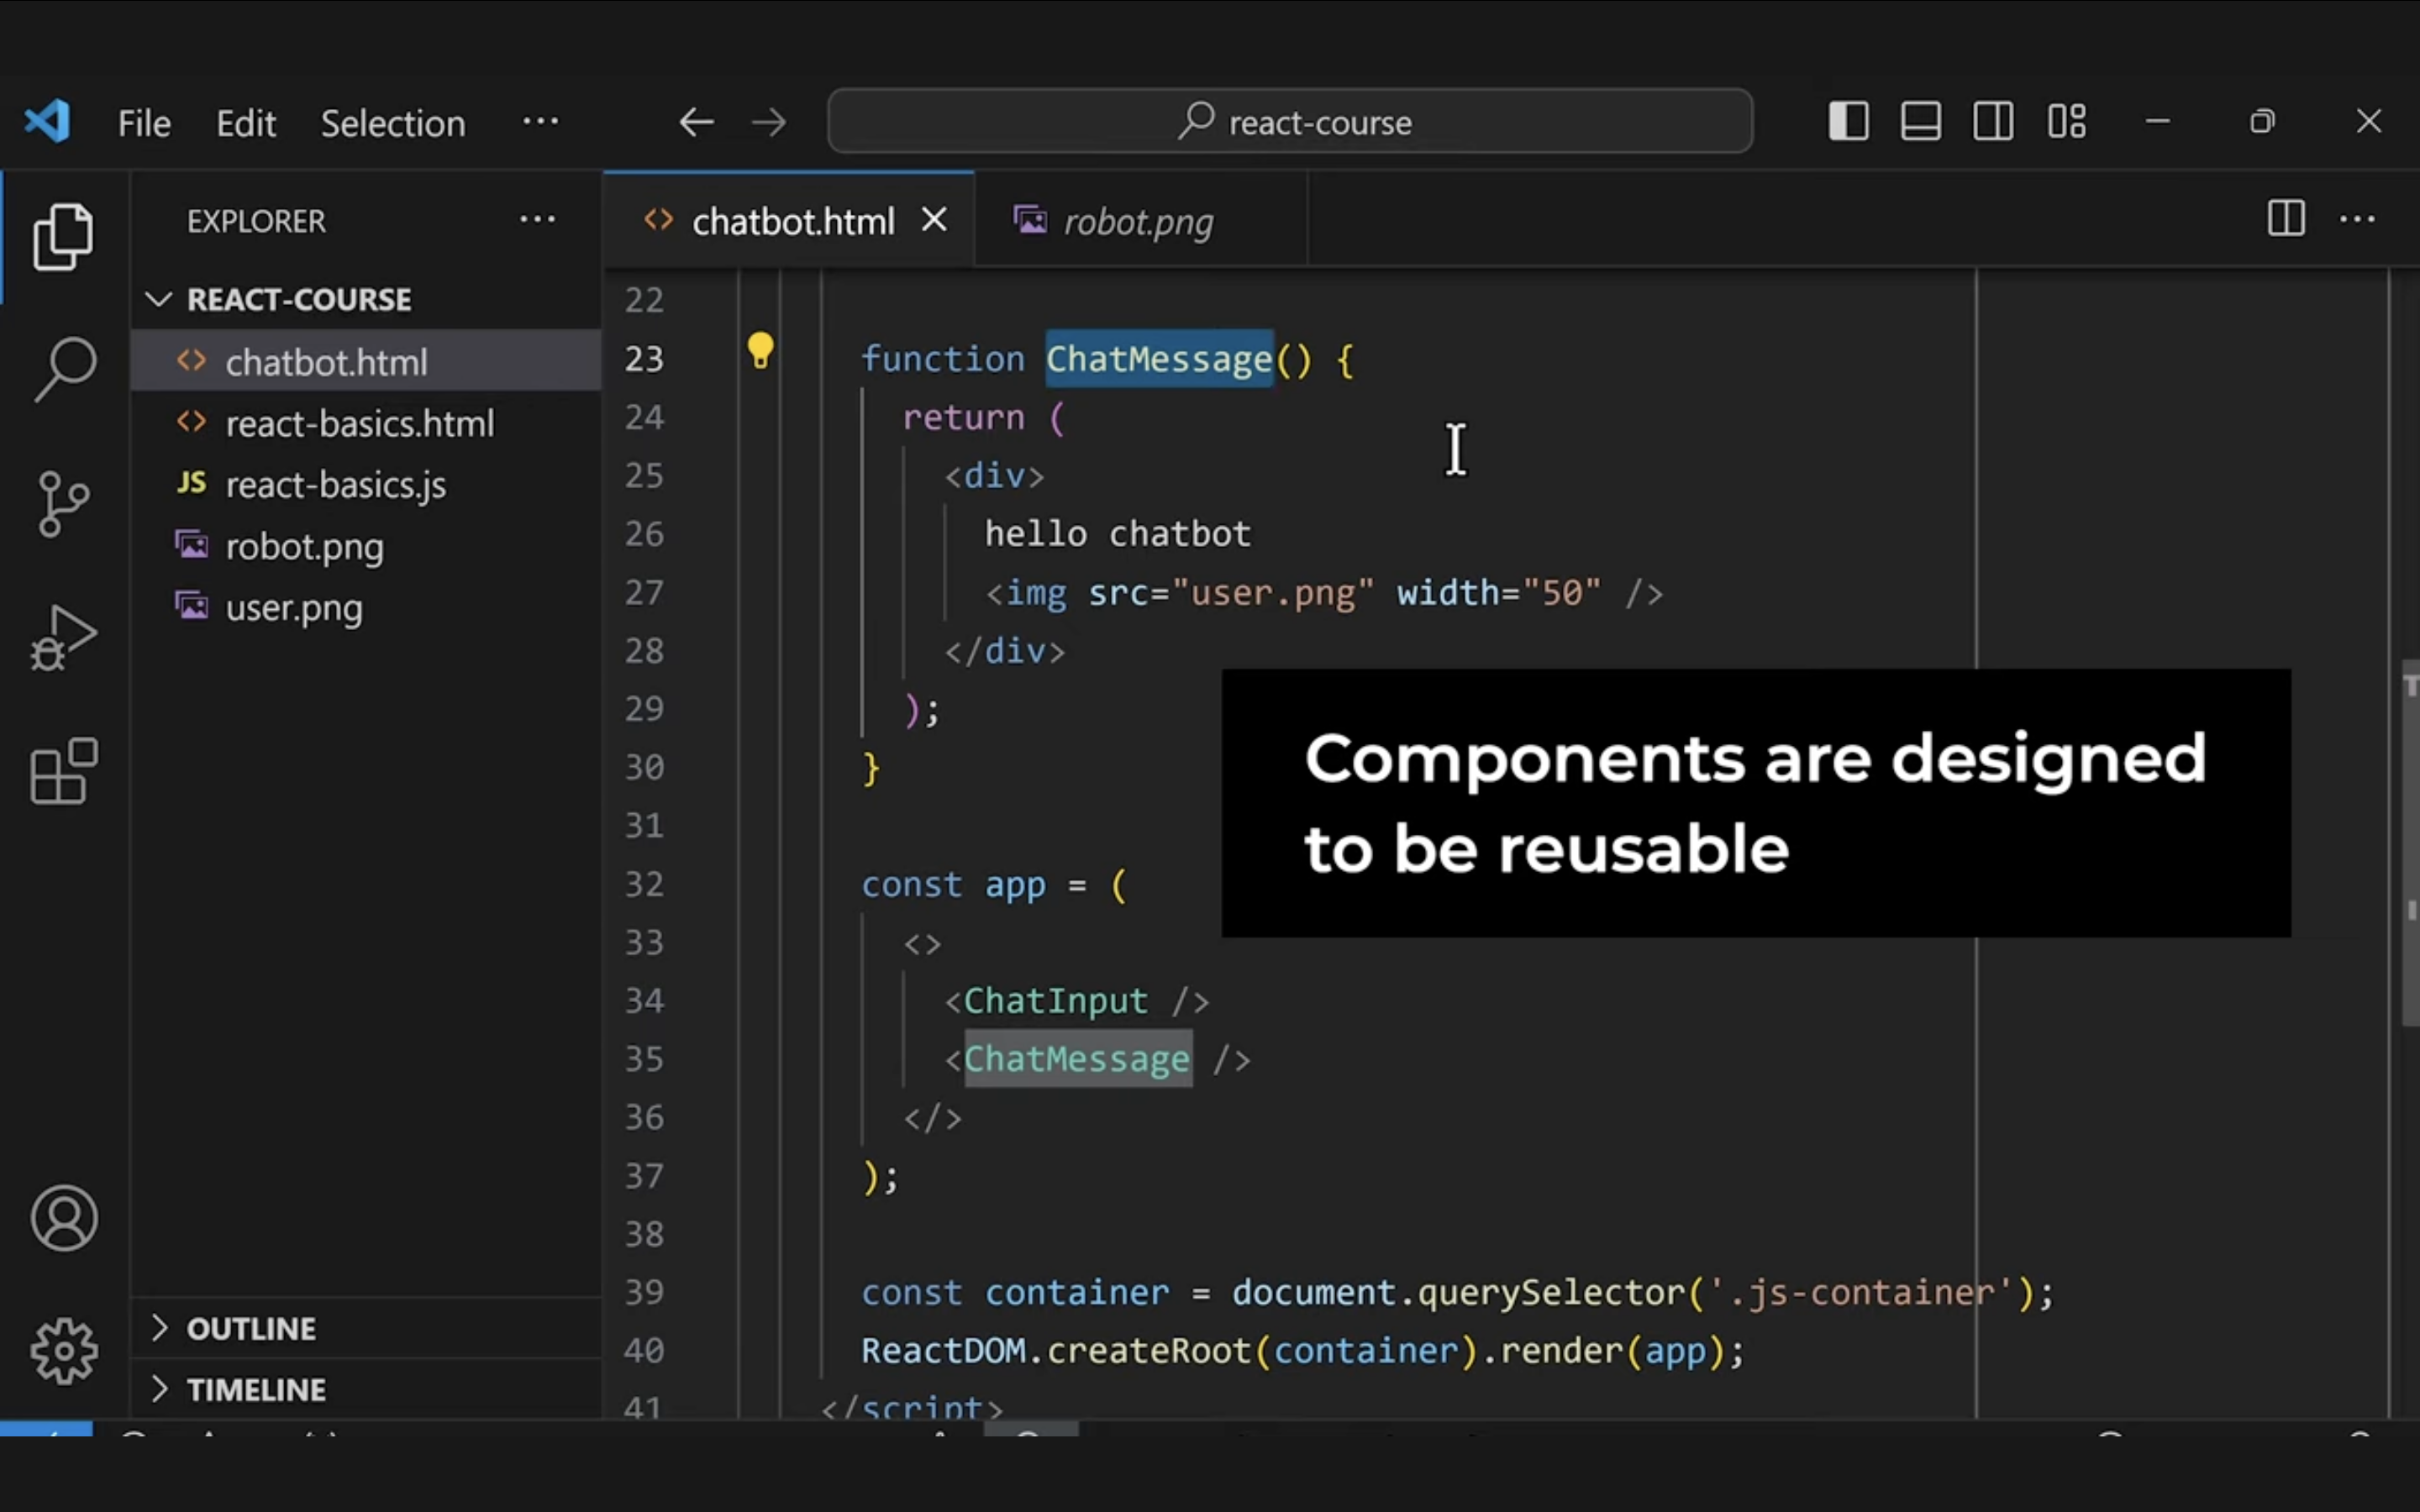 File Edit Selection ··· react-course
EXPLORER ···
REACT-COURSE
chatbot.html
react-basics.html
JS react-basics.js
robot.png
user.png
OUTLINE
TIMELINE
chatbot.html robot.png ···
22
23 function ChatMessage() {
24 return (
25 <div>
26 hello chatbot
27 <img src="user.png" width="50" />
28 </div>
29 );
30 }
31
32 const app = (
33 <>
34 <ChatInput />
35 <ChatMessage />
36 </>
37 );
38
39 const container = document.querySelector('.js-container');
40 ReactDOM.createRoot(container).render(app);
41 </script>
Components are designed
to be reusable